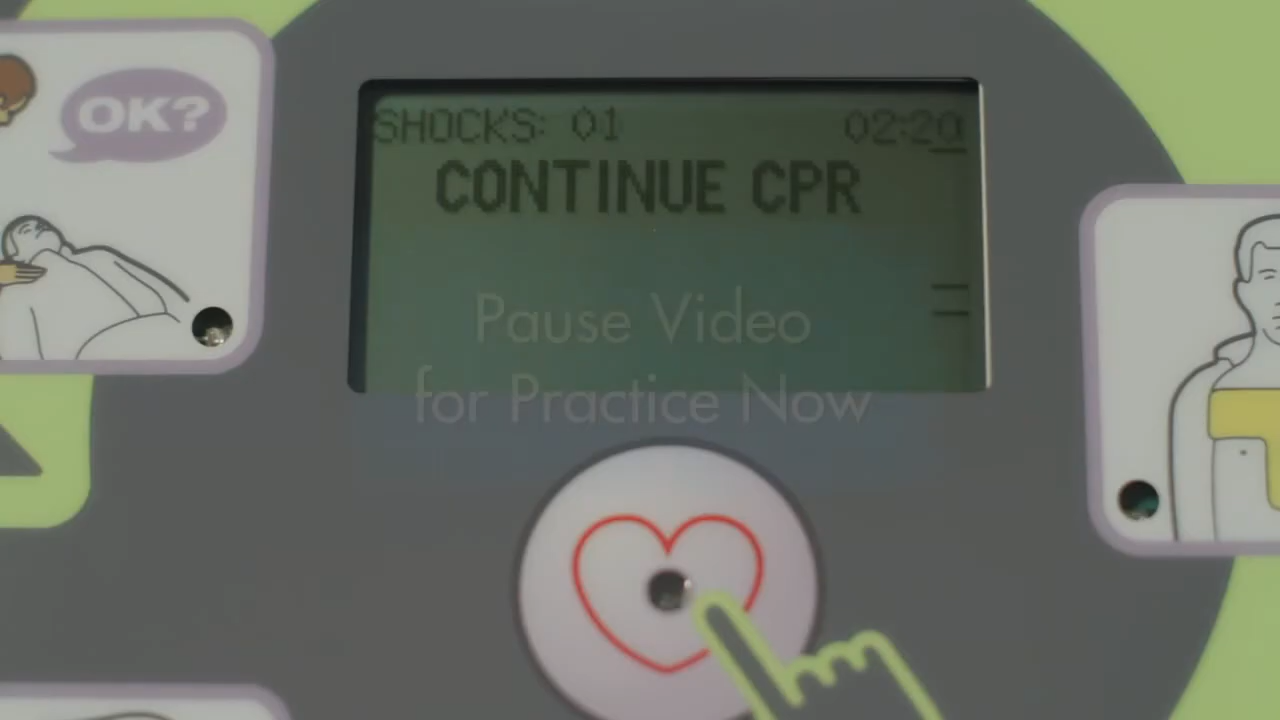 OK?
SHOCKS: 01
02:20
CONTINUE CPR
Pause Video
for Practice Now